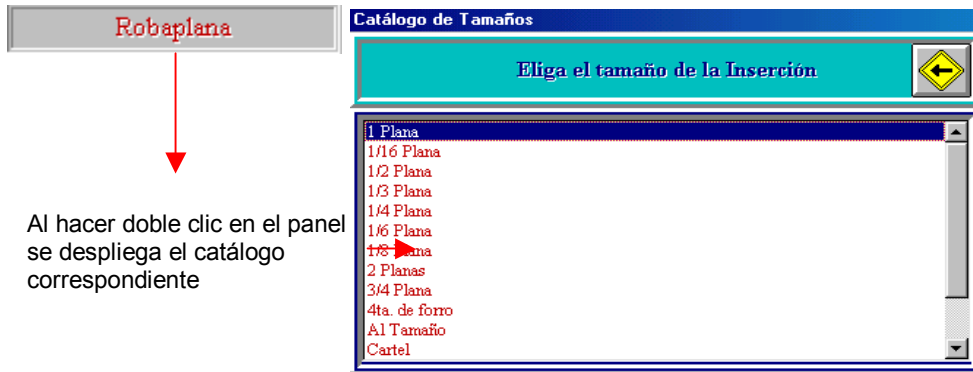 Robaplana
Al hacer doble clic en el panel
se despliega el catálogo
correspondiente
Catálogo de Tamaños
Eliga el tamaño de la Inserción
1 Plana
1/16 Plana
1/2 Plana
1/3 Plana
1/4 Plana
1/6 Plana
1/8 Plana
2 Planas
3/4 Plana
4ta. de forro
Al Tamaño
Cartel